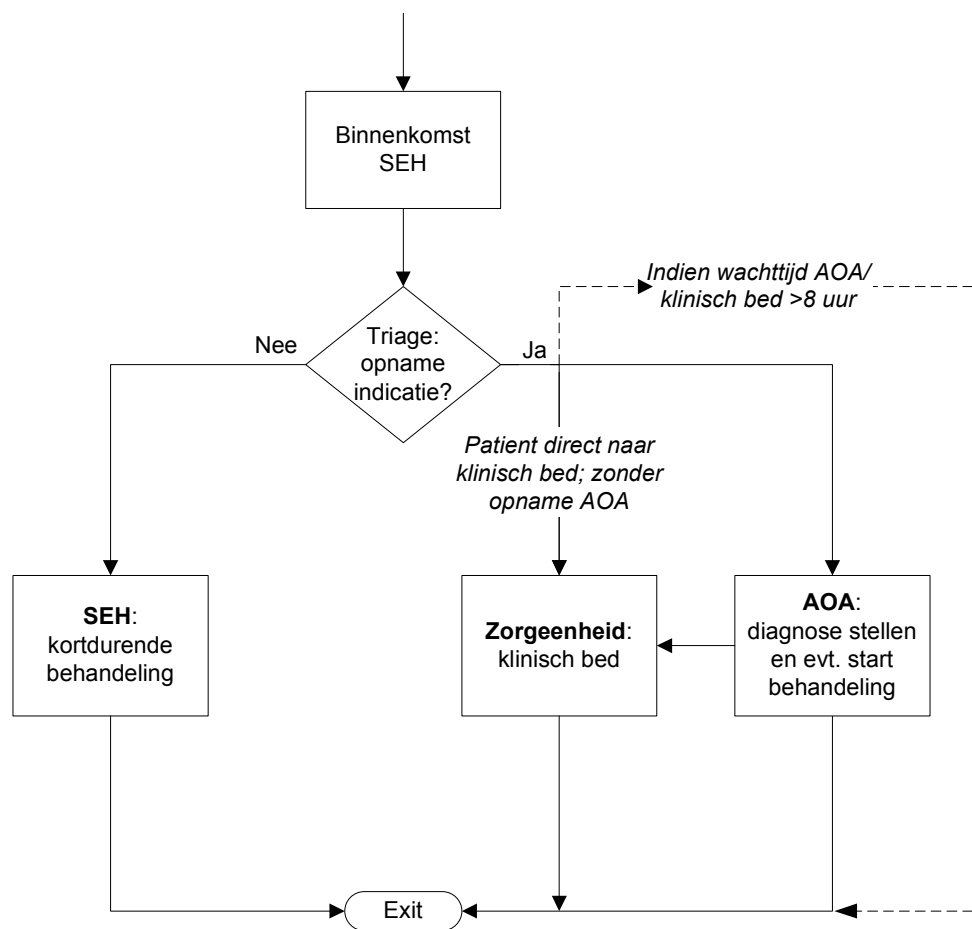 Binnenkomst
SEH
Indien wachttijd AOA/
klinisch bed >8 uur
Nee
Triage:
opname
indicatie?
Ja
Patient direct naar
klinisch bed; zonder
opname AOA
SEH:
kortdurende
behandeling
Zorgeenheid:
klinisch bed
AOA:
diagnose stellen
en evt. start
behandeling
Exit